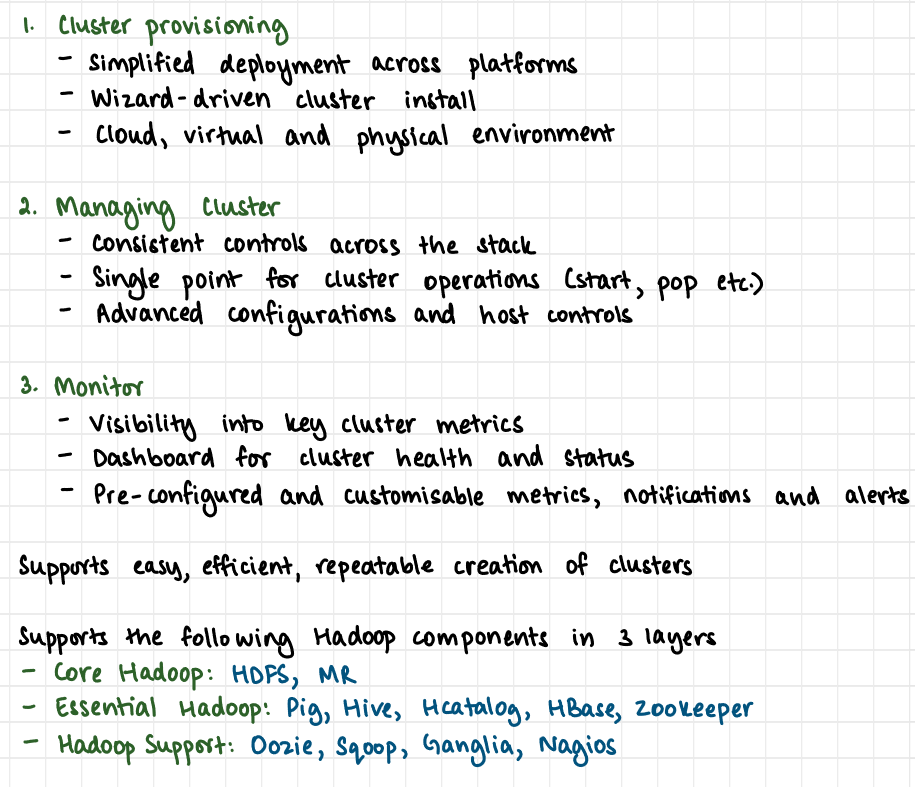 1. Cluster provisioning
- Simplified deployment across platforms
- Wizard-driven cluster install
- Cloud, virtual and physical environment
2. Managing Cluster
- Consistent controls across the stack
- Single point for cluster operations (start, pop etc.)
- Advanced configurations and host controls
3. Monitor
- Visibility into key cluster metrics
- Dashboard for cluster health and status
- Pre-configured and customisable metrics, notifications and alerts
Supports easy, efficient, repeatable creation of clusters
Supports the following Hadoop components in 3 layers
- Core Hadoop: HDFS, MR
- Essential Hadoop: Pig, Hive, Hcatalog, HBase, Zookeeper
- Hadoop Support: Oozie, Sqoop, Ganglia, Nagios